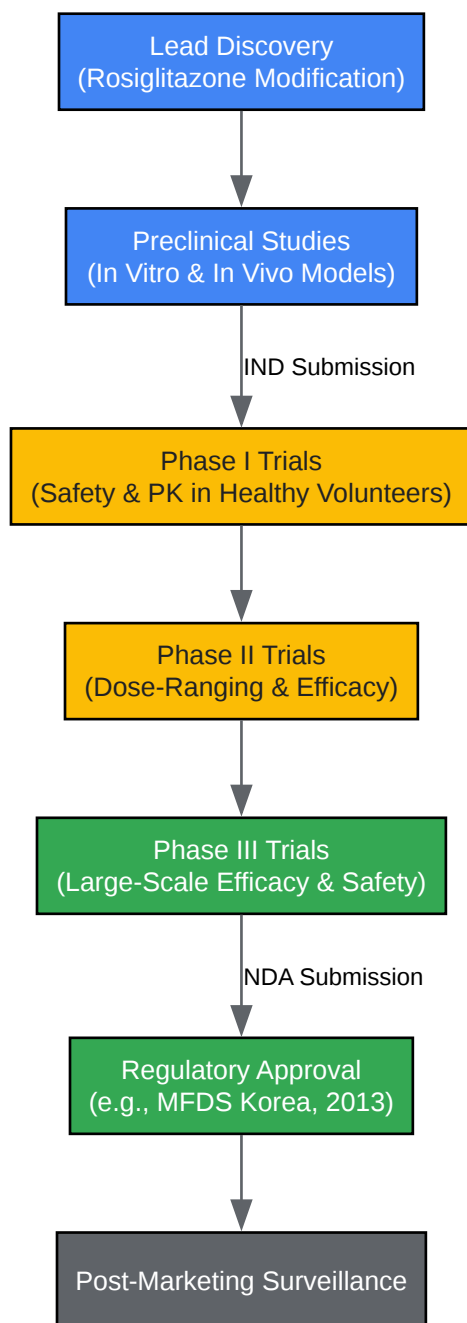 Lead Discovery
(Rosiglitazone Modification)
Preclinical Studies
(In Vitro & In Vivo Models)
IND Submission
Phase I Trials
(Safety & PK in Healthy Volunteers)
Phase II Trials
(Dose-Ranging & Efficacy)
Phase III Trials
(Large-Scale Efficacy & Safety)
NDA Submission
Regulatory Approval
(e.g., MFDS Korea, 2013)
Post-Marketing Surveillance